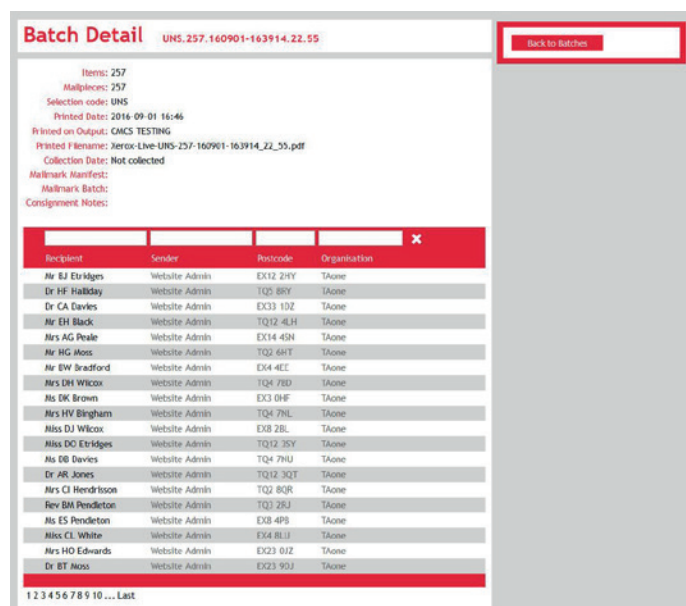 Batch Detail UNS.257.160901-163914.22.55
Back to Batches
Items: 257
Mailpieces: 257
Selection code: UNS
Printed Date: 2016-09-01 16:46
Printed on Output: CMCS TESTING
Printed Filename: Xerox-Live-UNS-257-160901-163914_22_55.pdf
Collection Date: Not collected
Mailmark Manifest:
Mailmark Batch:
Consignment Notes:
Recipient Sender Postcode Organisation
Mr BJ Etridges Website Admin EX12 2HY TAone
Dr HF Halliday Website Admin TQ5 8RY TAone
Dr CA Davies Website Admin EX33 1DZ TAone
Mr EH Black Website Admin TQ12 4LH TAone
Mrs AG Peale Website Admin EX14 4SN TAone
Mr HG Moss Website Admin TQ2 6HT TAone
Mr BW Bradford Website Admin EX4 4EE TAone
Mrs DH Wilcox Website Admin TQ4 7BD TAone
Ms DK Brown Website Admin EX3 0HF TAone
Mrs HV Bingham Website Admin TQ4 7NL TAone
Miss DJ Wilcox Website Admin EX8 2BL TAone
Miss DO Etridges Website Admin TQ12 3SY TAone
Ms DB Davies Website Admin TQ4 7NU TAone
Dr AR Jones Website Admin TQ12 3QT TAone
Mrs CI Hendrisson Website Admin TQ2 8QR TAone
Rev BM Pendleton Website Admin TQ3 2RJ TAone
Ms ES Pendleton Website Admin EX8 4PB TAone
Miss CL White Website Admin EX4 8LU TAone
Mrs HO Edwards Website Admin EX23 0JZ TAone
Dr BT Moss Website Admin EX23 9DJ TAone
1 2 3 4 5 6 7 8 9 10 ... Last